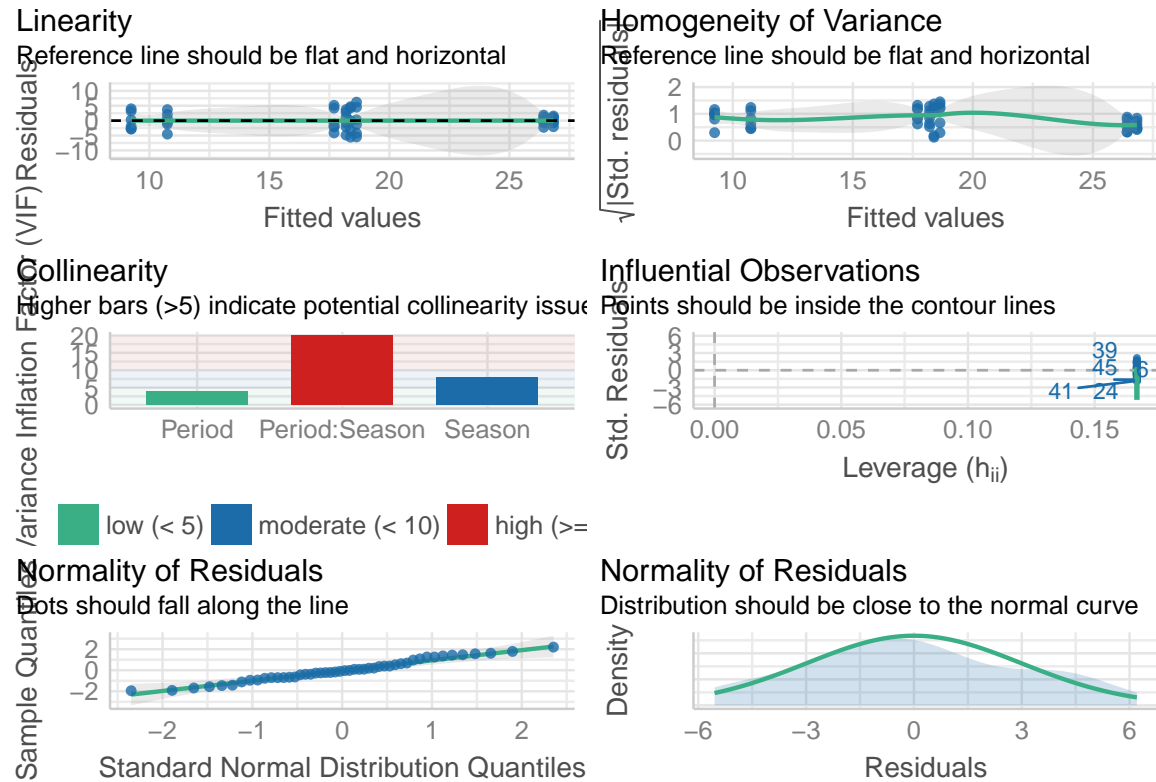 Linearity
Reference line should be flat and horizontal
Residuals
10
5
0
−5
−10
10
15
20
25
Fitted values
Homogeneity of Variance
Reference line should be flat and horizontal
√|Std. residuals|
2
1
0
10
15
20
25
Fitted values
Collinearity
Higher bars (>5) indicate potential collinearity issue
Variance Inflation Factor (VIF)
20
15
10
5
0
Period
Period:Season
Season
low (< 5)
moderate (< 10)
high (>=
Influential Observations
Points should be inside the contour lines
Std. Residuals
6
3
0
−3
−6
39
45
6
41
24
0.00
0.05
0.10
0.15
Leverage (hii)
Normality of Residuals
Dots should fall along the line
Sample Quantiles
2
0
−2
−2
−1
0
1
2
Standard Normal Distribution Quantiles
Normality of Residuals
Distribution should be close to the normal curve
Density
−6
−3
0
3
6
Residuals